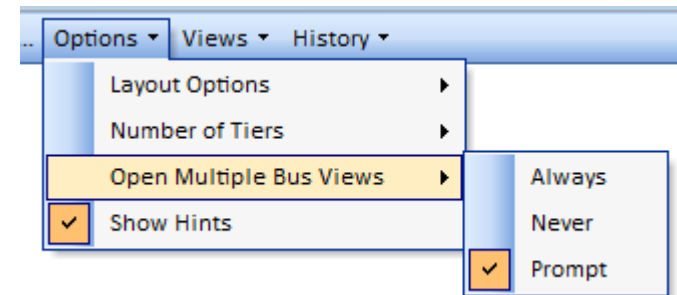 .. Options Views History
Layout Options
Number of Tiers
Open Multiple Bus Views
Show Hints
Always
Never
Prompt